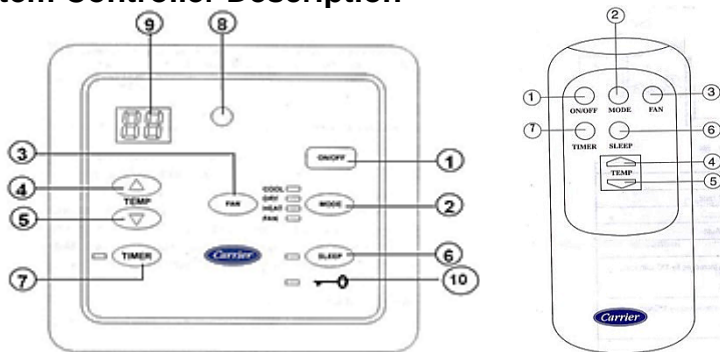 tem Controller Description
9
8
2
88
3
ON/OFF
1
1
ON/OFF
MODE
FAN
3
4
TEMP
5
FAN
COOL
DRY
HEAT
FAN
MODE
2
7
TIMER
SLEEP
6
TEMP
4
5
7
TIMER
Carrier
SLEEP
6
10
Carrier